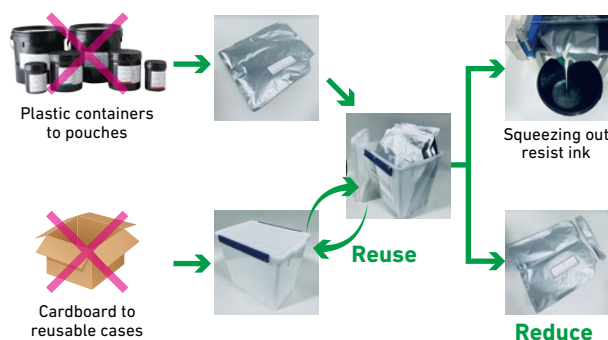 Plastic containers
to pouches
Squeezing out
resist ink
Reuse
Cardboard to
reusable cases
Reduce